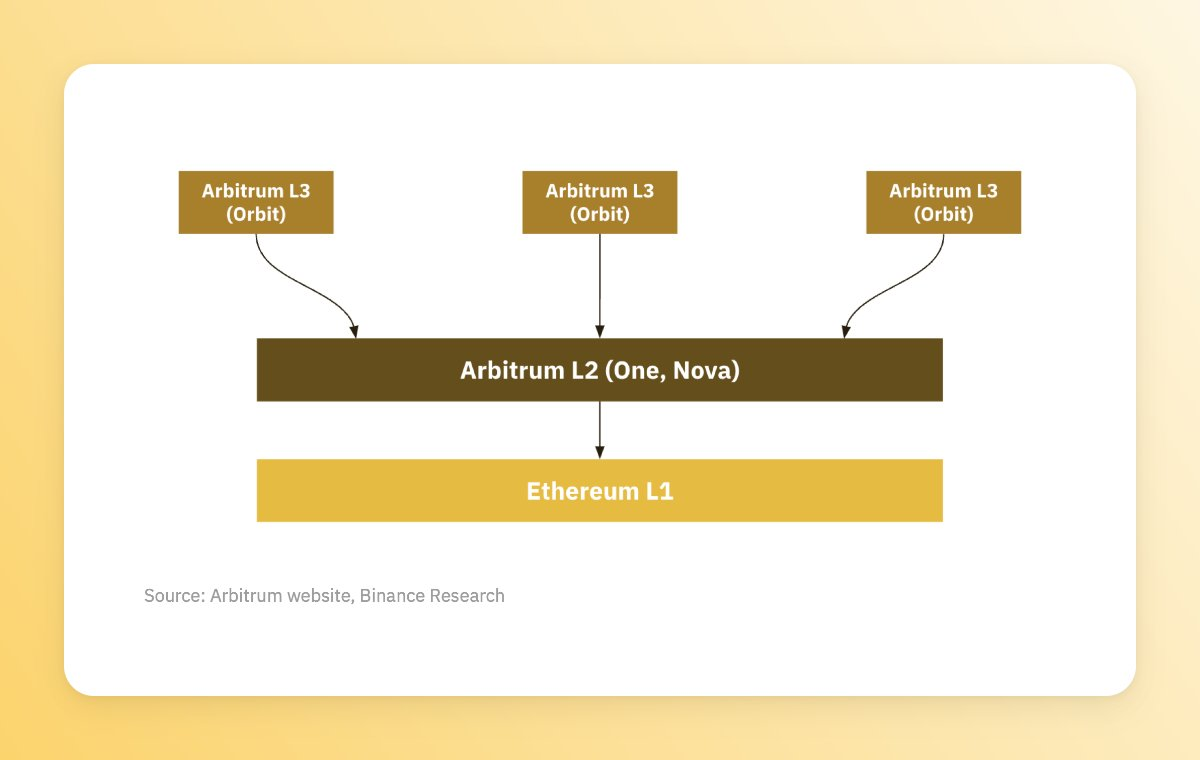 Arbitrum L3
(Orbit)
Arbitrum L3
(Orbit)
Arbitrum L3
(Orbit)
Arbitrum L2 (One, Nova)
Ethereum L1
Source: Arbitrum website, Binance Research